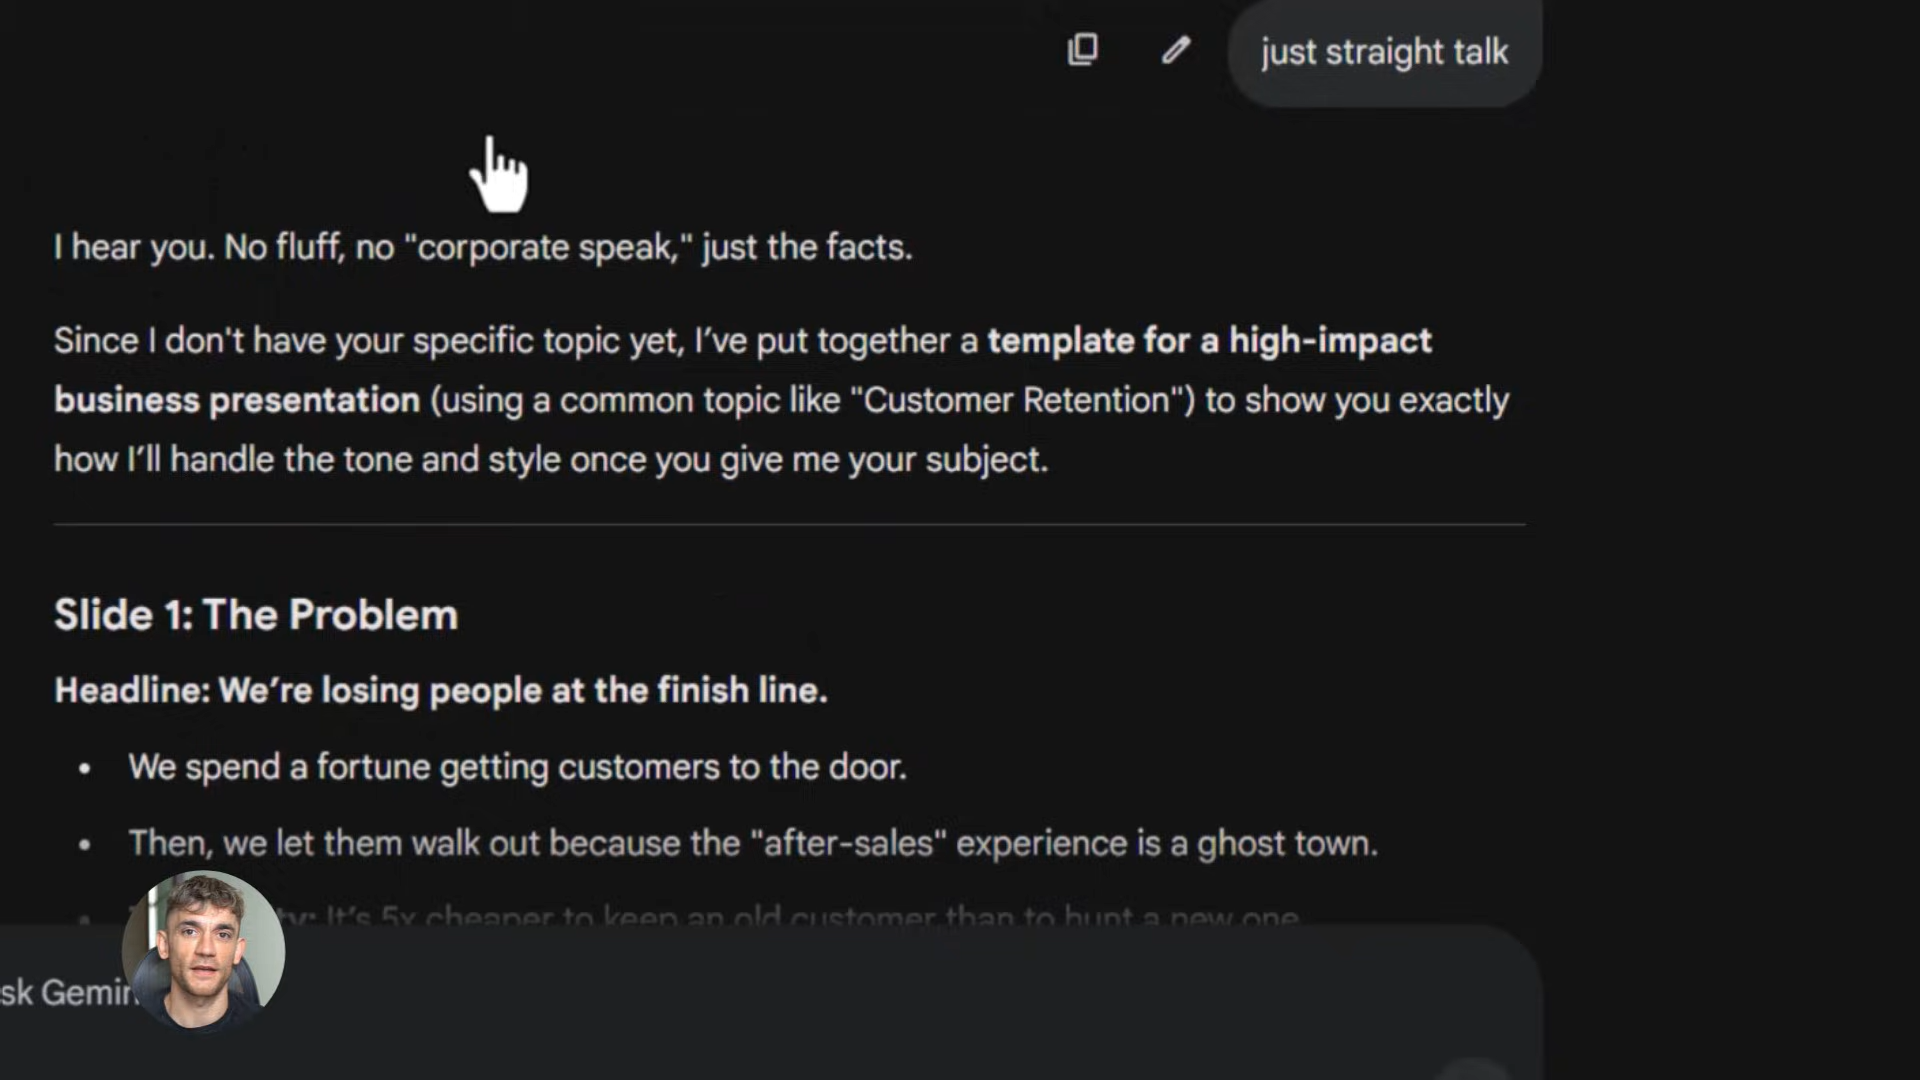 just straight talk
I hear you. No fluff, no "corporate speak," just the facts.
Since I don't have your specific topic yet, I’ve put together a template for a high-impact
business presentation (using a common topic like "Customer Retention") to show you exactly
how I’ll handle the tone and style once you give me your subject.
Slide 1: The Problem
Headline: We’re losing people at the finish line.
• We spend a fortune getting customers to the door.
• Then, we let them walk out because the "after-sales" experience is a ghost town.
• It’s 5x cheaper to keep an old customer than to hunt a new one